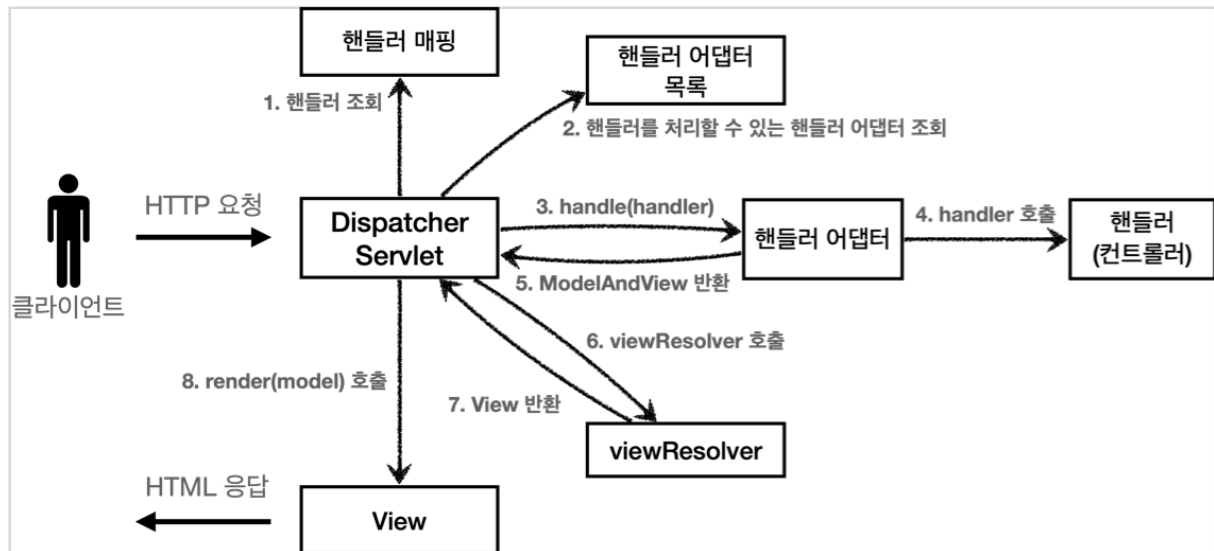 핸들러 매핑
핸들러 어댑터
목록
1. 핸들러 조회
2. 핸들러를 처리할 수 있는 핸들러 어댑터 조회
HTTP 요청
Dispatcher
Servlet
3. handle(handler)
핸들러 어댑터
4. handler 호출
핸들러
(컨트롤러)
5. ModelAndView 반환
클라이언트
6. viewResolver 호출
8. render(model) 호출
7. View 반환
viewResolver
HTML 응답
View